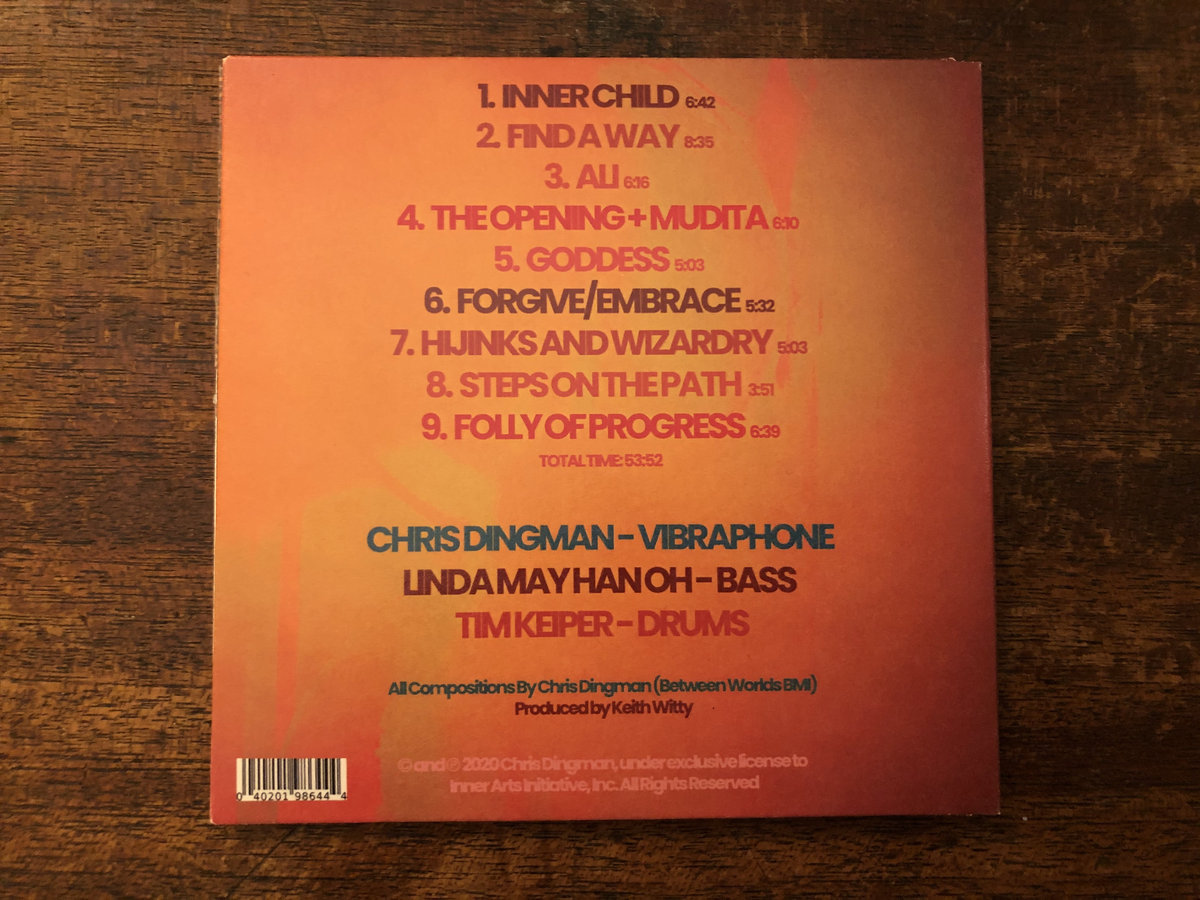 1. INNER CHILD 6:42
2. FIND A WAY 8:35
3. ALI 6:16
4. THE OPENING + MUDITA 6:10
5. GODDESS 5:03
6. FORGIVE/EMBRACE 5:32
7. HIJINKS AND WIZARDRY 5:03
8. STEPS ON THE PATH 3:51
9. FOLLY OF PROGRESS 6:39
TOTAL TIME: 53:52
CHRIS DINGMAN - VIBRAPHONE
LINDA MAY HAN OH - BASS
TIM KEIPER - DRUMS
All Compositions By Chris Dingman (Between Worlds BMI)
Produced by Keith Witty
© and ℗ 2020 Chris Dingman, under exclusive license to
Inner Arts Initiative, Inc. All Rights Reserved
0 40201 98644 4